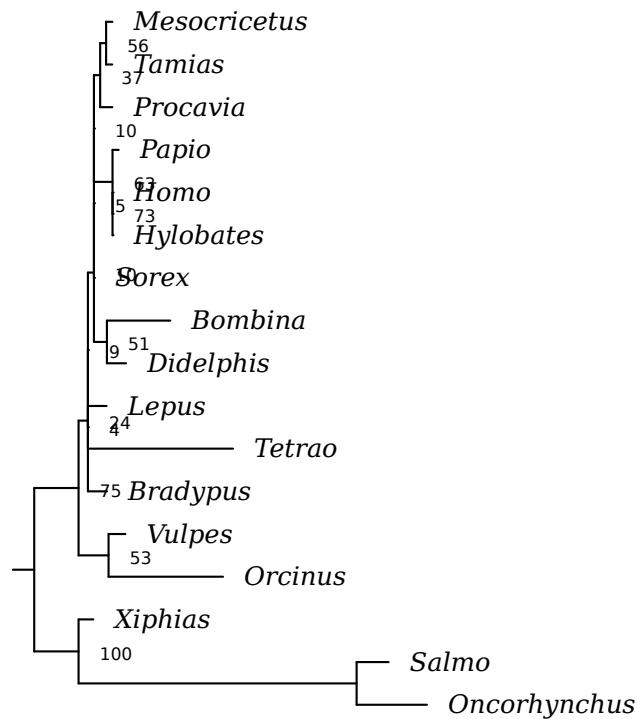 Mesocricetus
56
Tamias
37
Procavia
10
Papio
63
Homo
5
73
Hylobates
Sorex
10
Bombina
51
9
Didelphis
Lepus
24
4
Tetrao
75
Bradypus
Vulpes
53
Orcinus
Xiphias
100
Salmo
Oncorhynchus